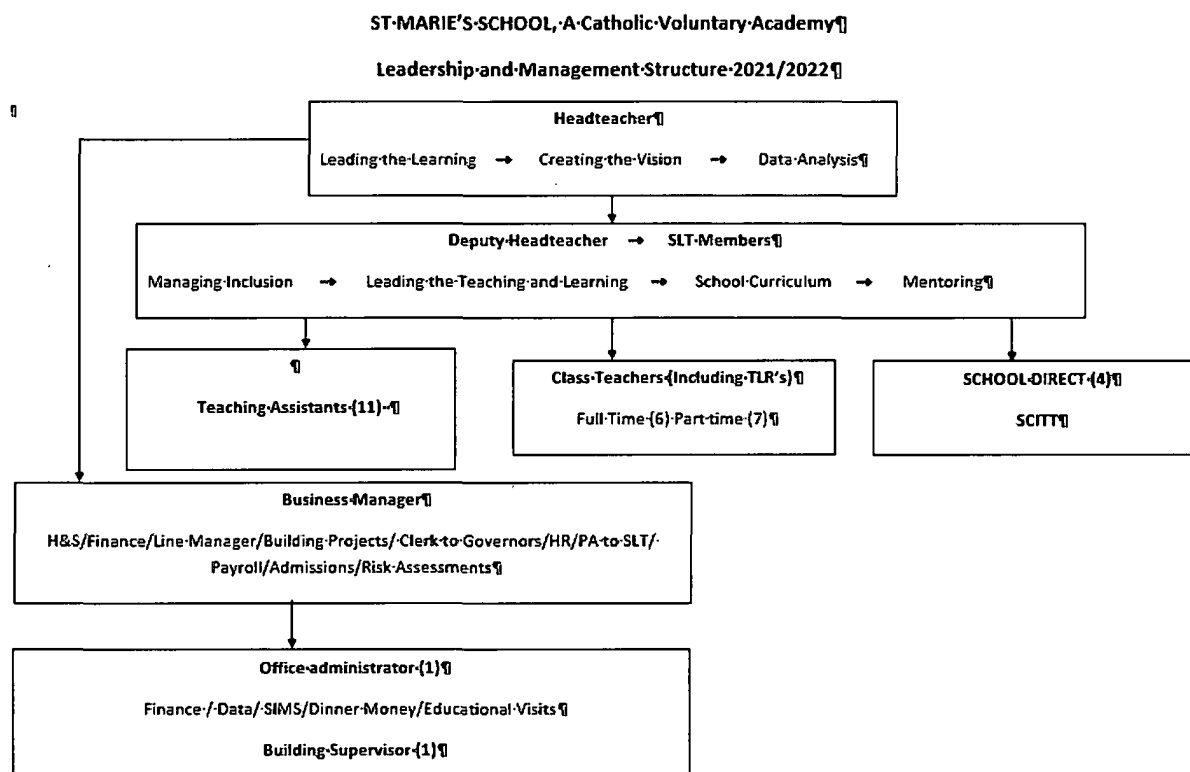 ST·MARIE'S·SCHOOL,·A·Catholic·Voluntary·Academy¶
Leadership·and·Management·Structure·2021/2022¶
¶
Headteacher¶
Leading·the·Learning → Creating·the·Vision → Data·Analysis¶
Deputy·Headteacher → SLT·Members¶
Managing·Inclusion → Leading·the·Teaching·and·Learning → School·Curriculum → Mentoring¶
¶
Teaching·Assistants·(11)·-¶
Class·Teachers·(Including·TLR's)¶
Full·Time·(6)·Part·time·(7)¶
SCHOOL·DIRECT·(4)¶
SCITT¶
Business·Manager¶
H&S/Finance/Line·Manager/Building·Projects/·Clerk·to·Governors/HR/PA·to·SLT/·
Payroll/Admissions/Risk·Assessments¶
Office·administrator·(1)¶
Finance·/·Data/·SIMS/Dinner·Money/Educational·Visits¶
Building·Supervisor·(1)¶